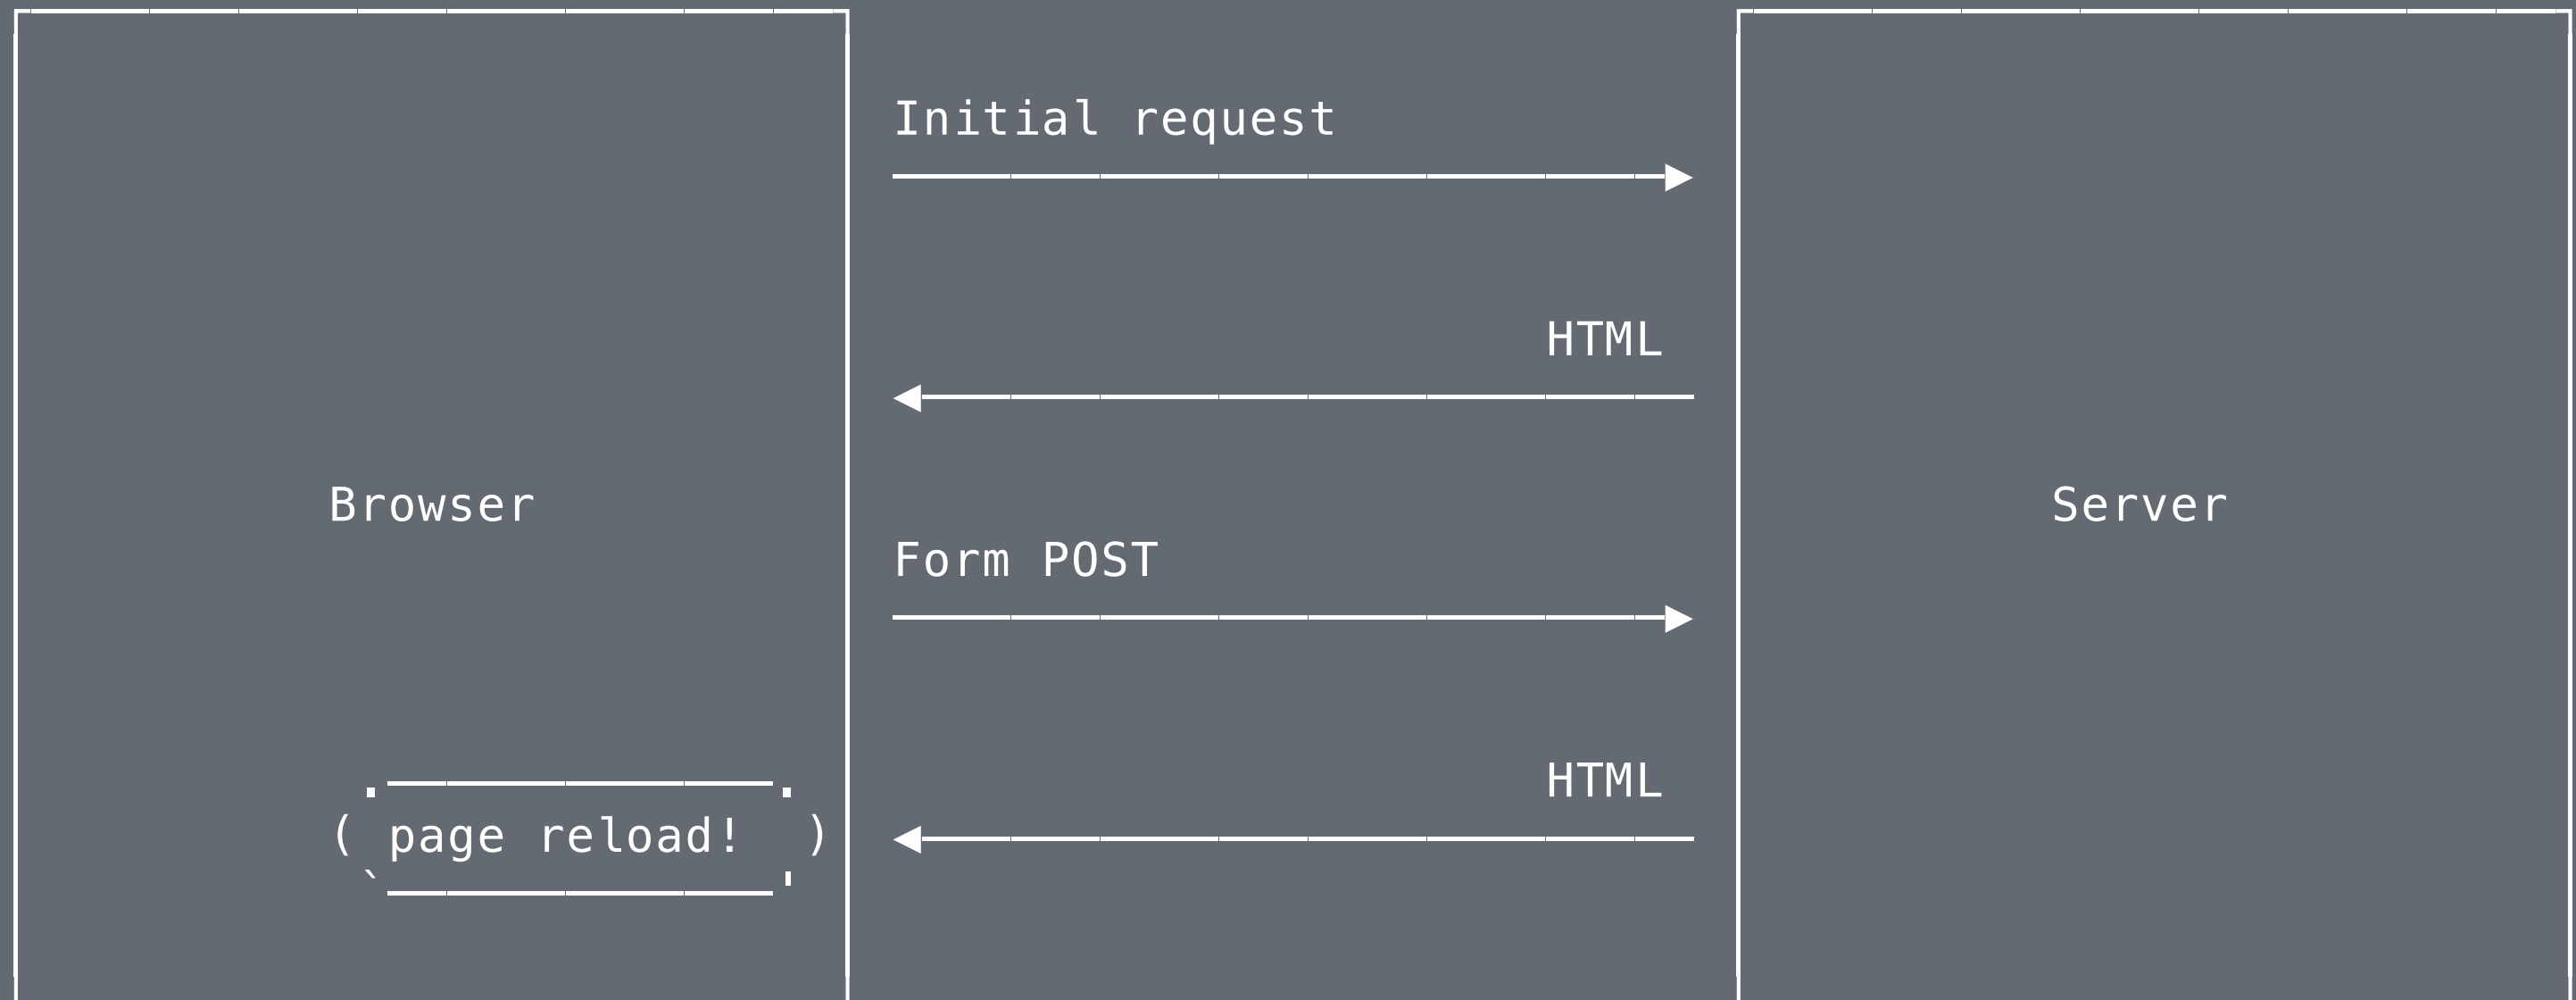 Initial request
HTML
Browser
Server
Form POST
HTML
( page reload! )